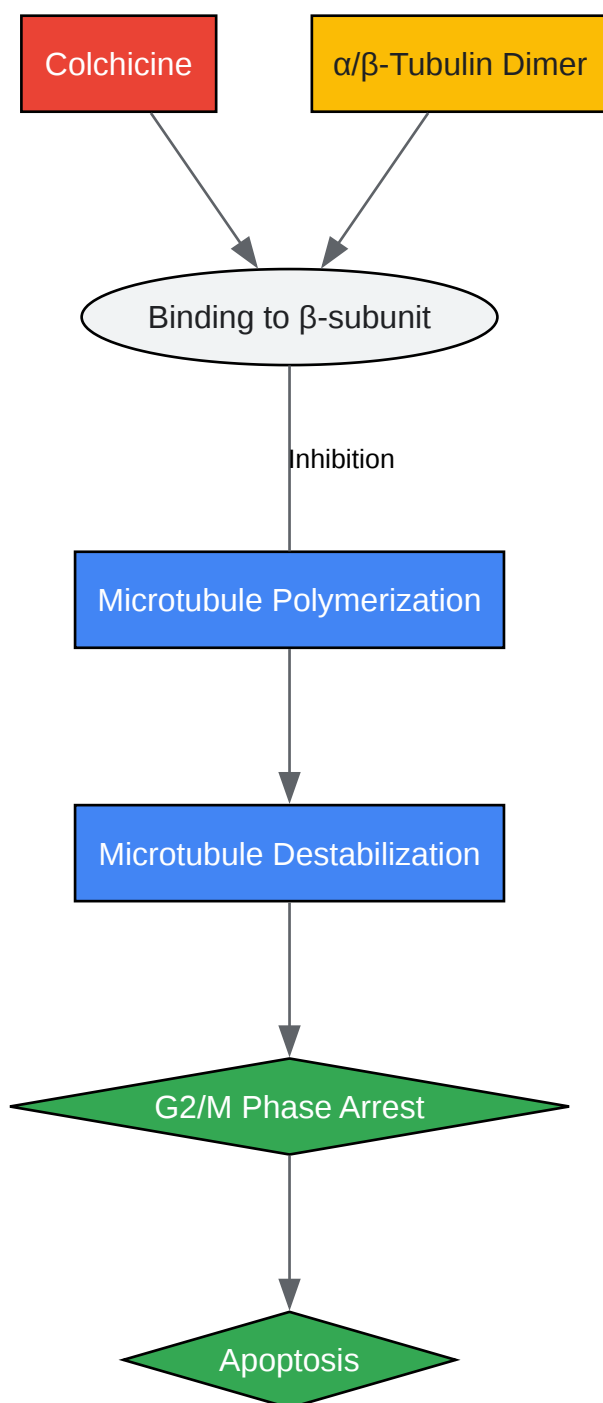 Colchicine
α/β-Tubulin Dimer
Binding to β-subunit
Inhibition
Microtubule Polymerization
Microtubule Destabilization
G2/M Phase Arrest
Apoptosis